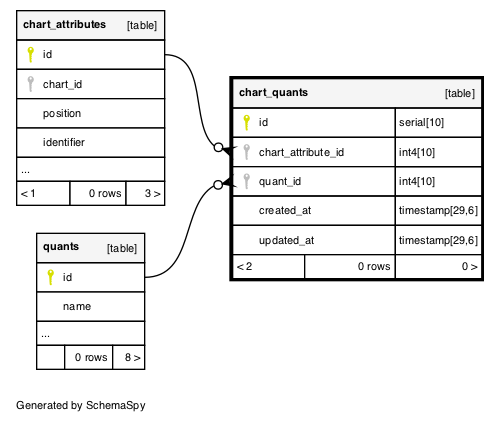 chart_attributes [table]
id
chart_id
position
identifier
...
< 1 0 rows 3 >
chart_quants [table]
id serial[10]
chart_attribute_id int4[10]
quant_id int4[10]
created_at timestamp[29,6]
updated_at timestamp[29,6]
< 2 0 rows 0 >
quants [table]
id
name
...
0 rows 8 >
Generated by SchemaSpy